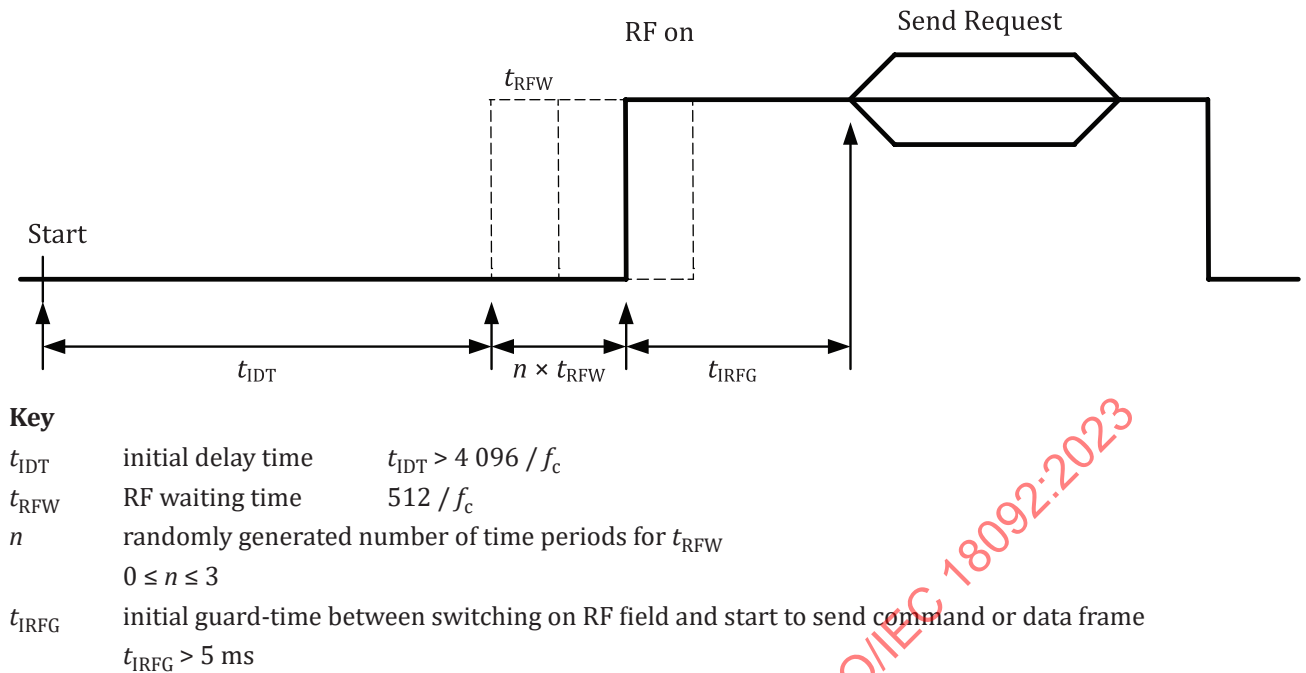 RF on
Send Request
tRFW
Start
tIDT
n × tRFW
tIRFG
Key
tIDT initial delay time tIDT > 4 096 / fc
tRFW RF waiting time 512 / fc
n randomly generated number of time periods for tRFW
0 ≤ n ≤ 3
tIRFG initial guard-time between switching on RF field and start to send command or data frame
tIRFG > 5 ms
O/IEC 18092:2023